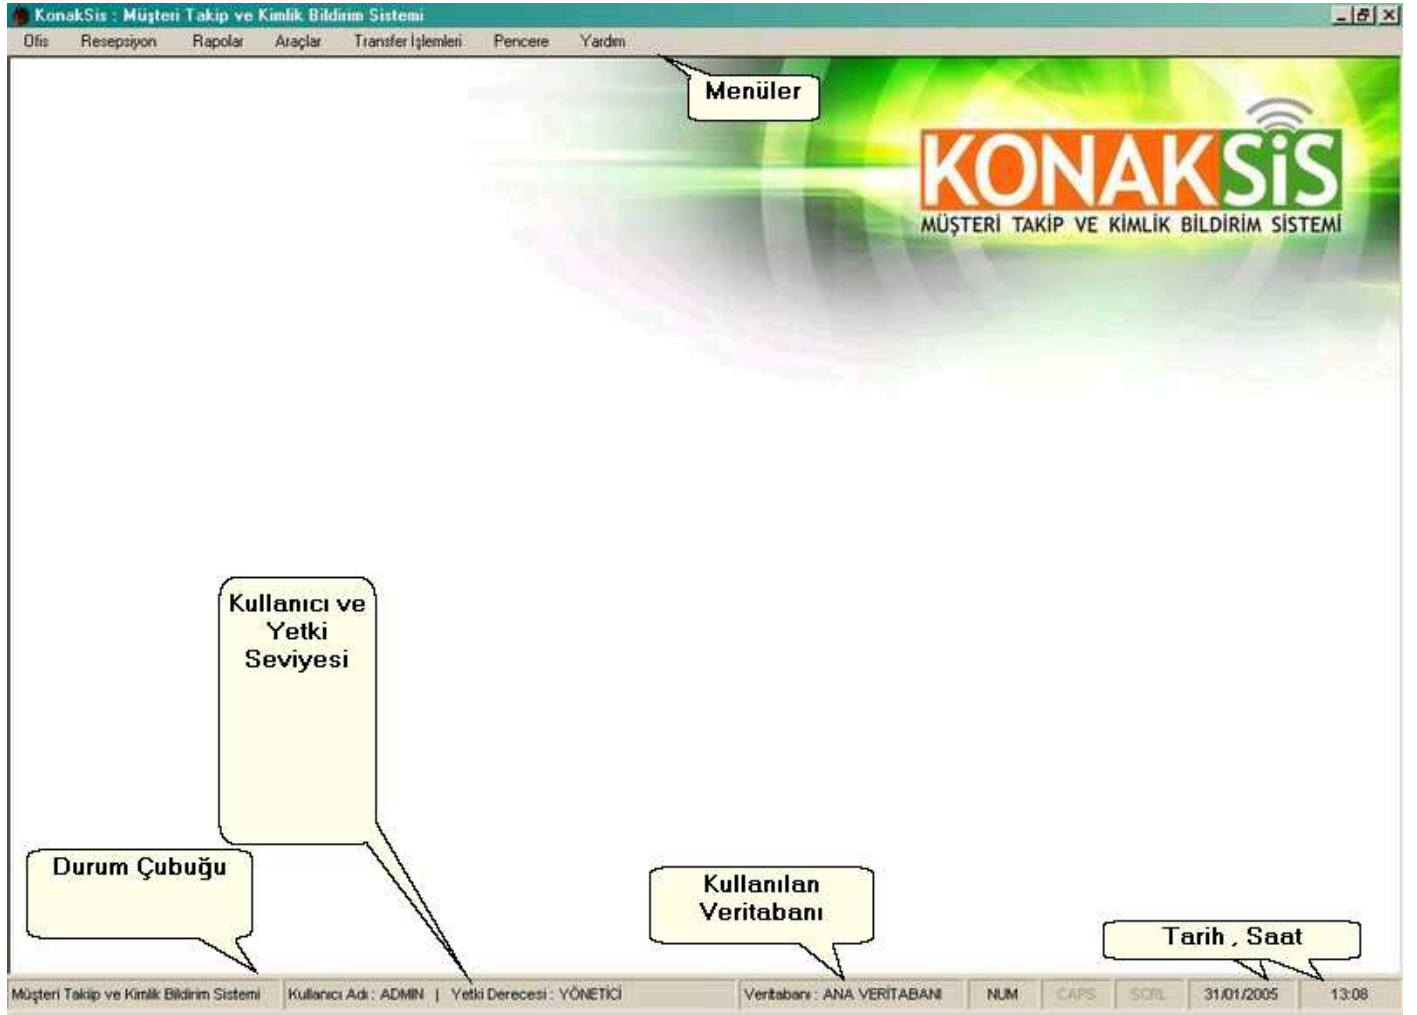 KonakSis : Müşteri Takip ve Kimlik Bildirim Sistemi
Ofis Resepsiyon Rapolar Araçlar Transfer İşlemleri Pencere Yardım
Menüler
KONAKSiS
MÜŞTERİ TAKİP VE KİMLİK BİLDİRİM SİSTEMİ
Kullanıcı ve
Yetki
Seviyesi
Durum Çubuğu
Kullanılan
Veritabanı
Tarih , Saat
Müşteri Takiip ve Kimlik Bildirim Sistemi Kullanıcı Adı : ADMIN | Yetki Derecesi : YÖNETİCİ Veritabanı : ANA VERİTABANI NUM CAPS SCRL 31/01/2005 13:08